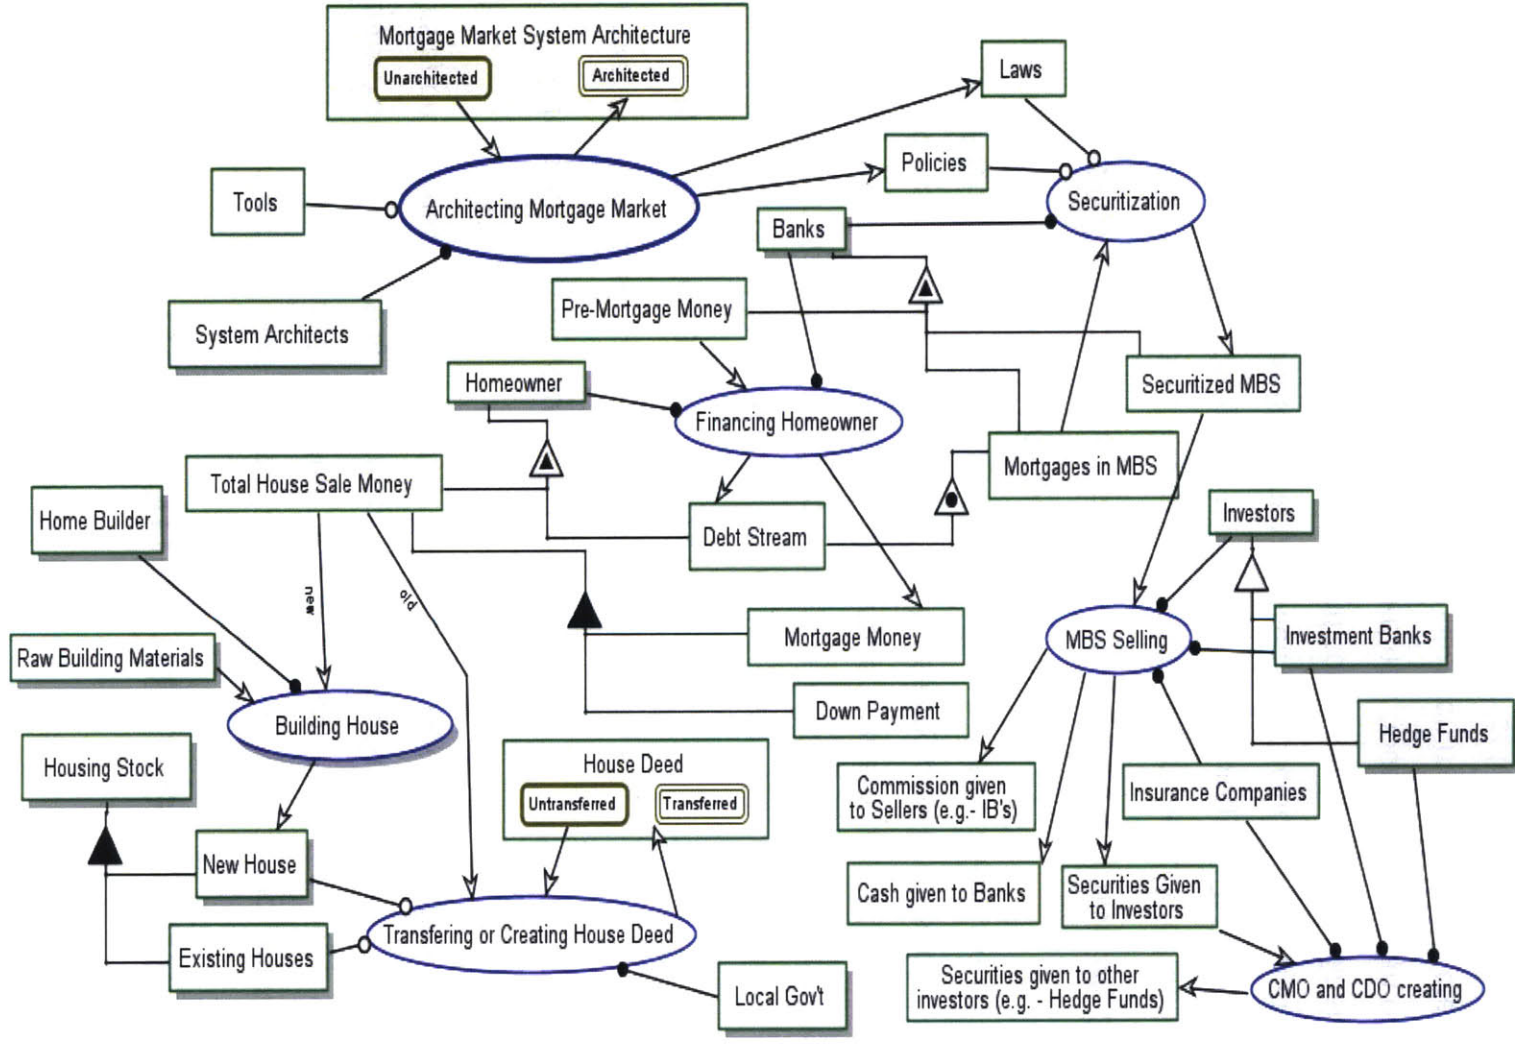 Mortgage Market System Architecture
Unarchitected
Architected
Laws
Policies
Tools
Architecting Mortgage Market
Securitization
Banks
System Architects
Pre-Mortgage Money
Homeowner
Securitized MBS
Financing Homeowner
Total House Sale Money
Mortgages in MBS
Home Builder
Debt Stream
Investors
new
old
Raw Building Materials
Mortgage Money
MBS Selling
Investment Banks
Building House
Down Payment
Hedge Funds
Housing Stock
House Deed
Untransferred
Transferred
Commission given
to Sellers (e.g.- IB's)
Insurance Companies
New House
Cash given to Banks
Securities Given
to Investors
Transfering or Creating House Deed
Existing Houses
Local Gov't
Securities given to other
investors (e.g. - Hedge Funds)
CMO and CDO creating